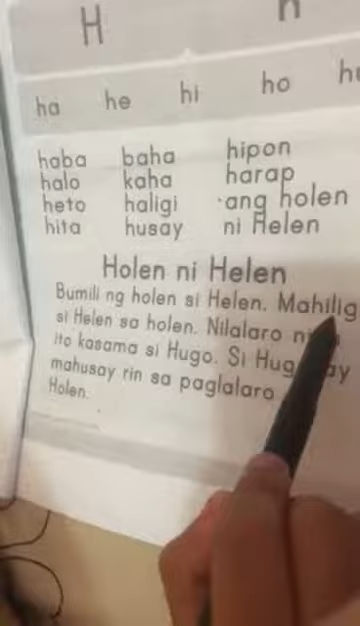 H h
ha he hi ho
haba baha hipon
halo kaha harap
heto haligi ang holen
hita husay ni Helen
Holen ni Helen
Bumili ng holen si Helen. Mahilig
si Helen sa holen. Nilalaro
ito kasama si Hugo. Si
mahusay rin sa paglalaro
Holen.